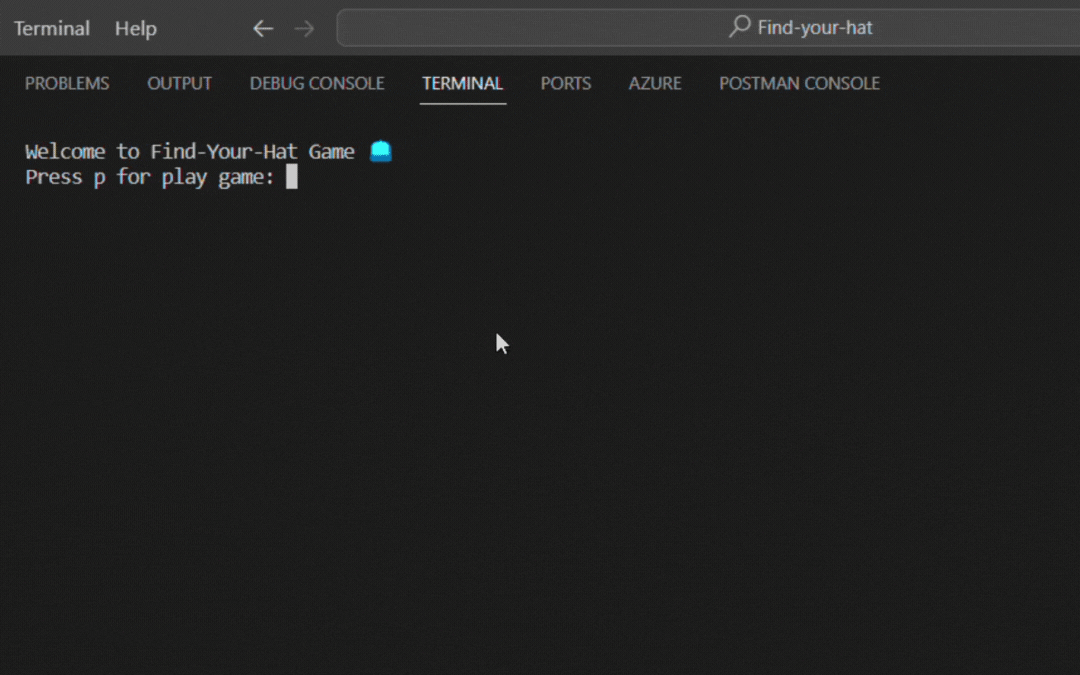 Terminal Help Find-your-hat
PROBLEMS OUTPUT DEBUG CONSOLE TERMINAL PORTS AZURE POSTMAN CONSOLE
Welcome to Find-Your-Hat Game 🧢
Press p for play game: